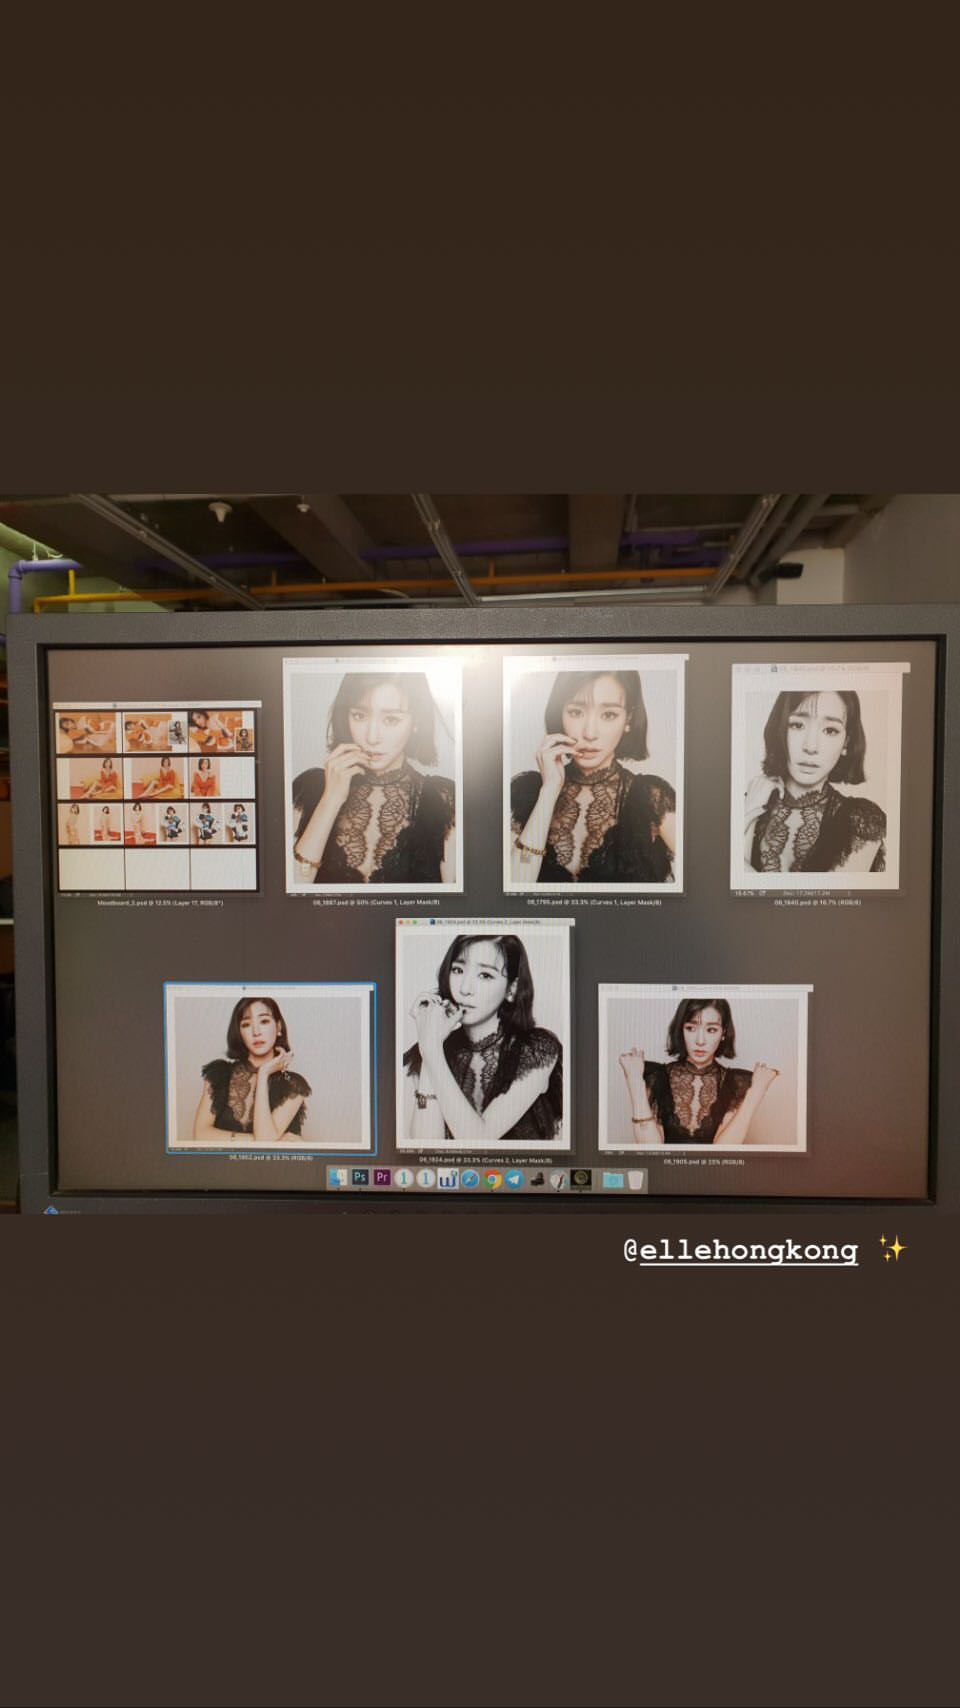 Moodboard_2.psd @ 12.5% (Layer 17, RGB/8*)
06_1887.psd @ 50% (Curves 1, Layer Mask/8)
06_1795.psd @ 33.3% (Curves 1, Layer Mask/8)
16.67%
06_1640.psd @ 16.7% (RGB/8)
06_1852.psd @ 33.3% (RGB/8)
06_1924.psd @ 33.3% (Curves 2, Layer Mask/8)
06_1905.psd @ 25% (RGB/8)
Ps
Pr
@ellehongkong